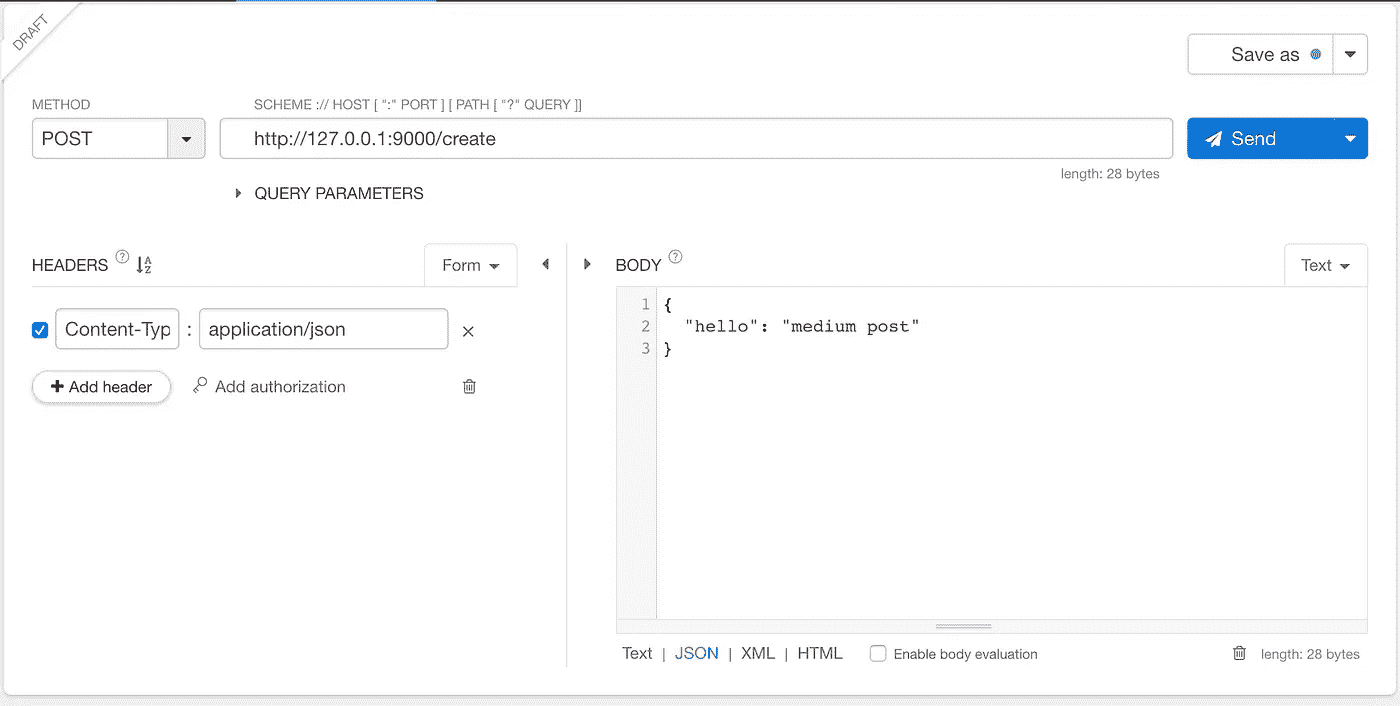 DRAFT
Save as
METHOD
SCHEME :// HOST [ ":" PORT ] [ PATH [ "?" QUERY ]]
POST
http://127.0.0.1:9000/create
Send
length: 28 bytes
QUERY PARAMETERS
HEADERS ? A Z
Form
BODY ?
Text
Content-Typ : application/json ×
1 {
2 "hello": "medium post"
3 }
+ Add header
Add authorization
Text | JSON | XML | HTML
Enable body evaluation
length: 28 bytes